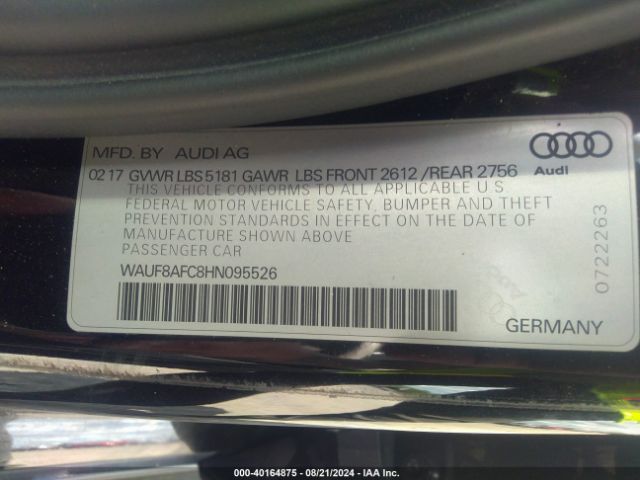 MFD. BY AUDI AG
Audi
02 17 GVWR LBS 5181 GAWR LBS FRONT 2612 / REAR 2756
THIS VEHICLE CONFORMS TO ALL APPLICABLE U.S.
FEDERAL MOTOR VEHICLE SAFETY, BUMPER AND THEFT
PREVENTION STANDARDS IN EFFECT ON THE DATE OF
MANUFACTURE SHOWN ABOVE
PASSENGER CAR
WAUF8AFC8HN095526
GERMANY
0722263
000-40164875 - 08/21/2024 - IAA Inc.